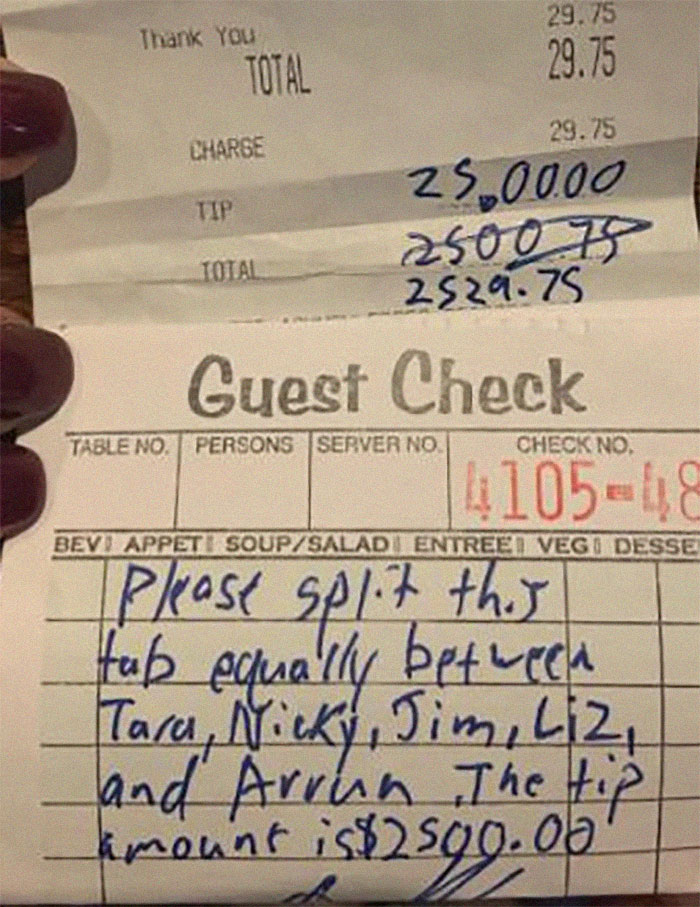 29.75
Thank You
TOTAL 29.75
CHARGE 29.75
TIP 25.0000
250075
TOTAL
2529.75
Guest Check
TABLE NO. PERSONS SERVER NO. CHECK NO.
4105-48
BEV APPET SOUP/SALAD ENTREE VEG DESSE
Please split this
tab equally between
Tara, Nicky, Jim, Liz,
and Arrun. The tip
amount is $2500.00